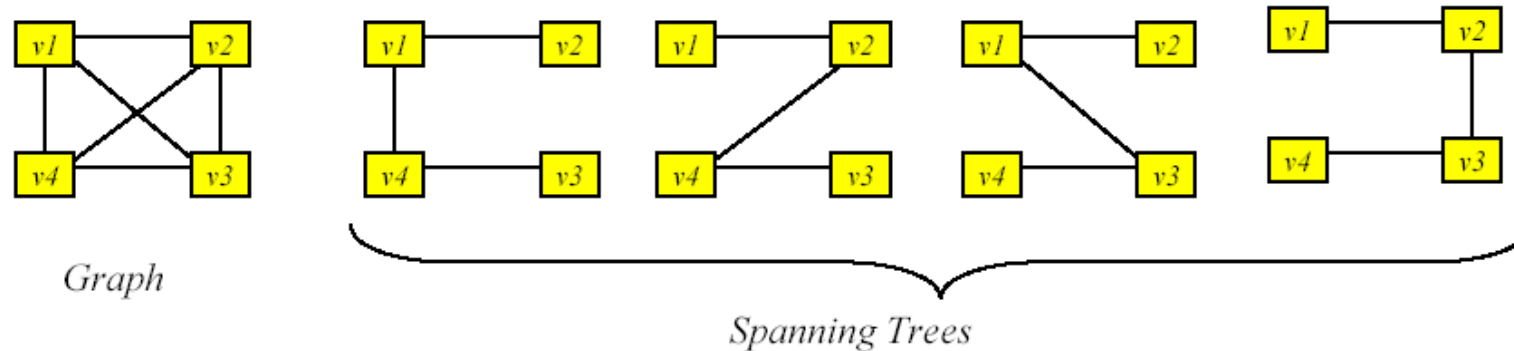 v1 v2 v1 v2 v1 v2 v1 v2 v1 v2
v4 v3 v4 v3 v4 v3 v4 v3 v4 v3
Graph
Spanning Trees